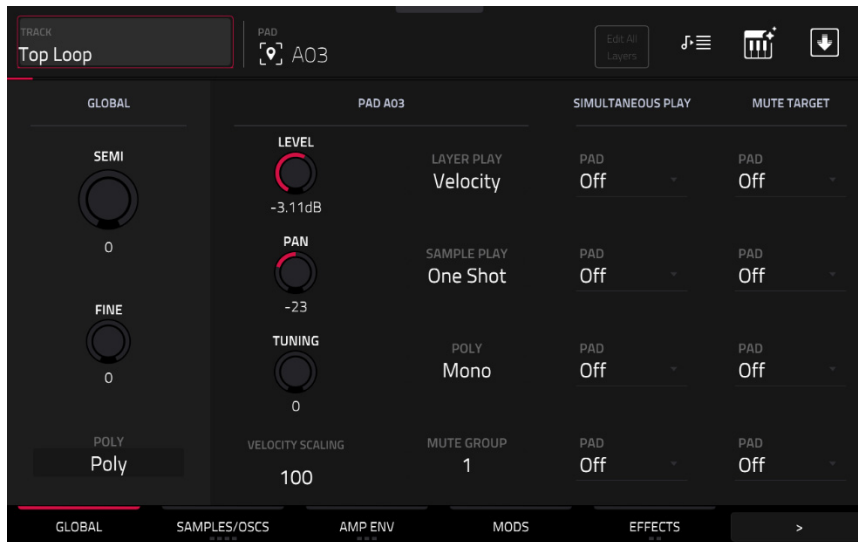 TRACK
Top Loop
PAD
A03
Edit All
Layers
GLOBAL
SEMI
0
FINE
0
POLY
Poly
PAD A03
LEVEL
-3.11dB
PAN
-23
TUNING
0
VELOCITY SCALING
100
LAYER PLAY
Velocity
SAMPLE PLAY
One Shot
POLY
Mono
MUTE GROUP
1
SIMULTANEOUS PLAY
PAD
Off
PAD
Off
PAD
Off
PAD
Off
MUTE TARGET
PAD
Off
PAD
Off
PAD
Off
PAD
Off
GLOBAL
SAMPLES/OSCS
AMP ENV
MODS
EFFECTS
>